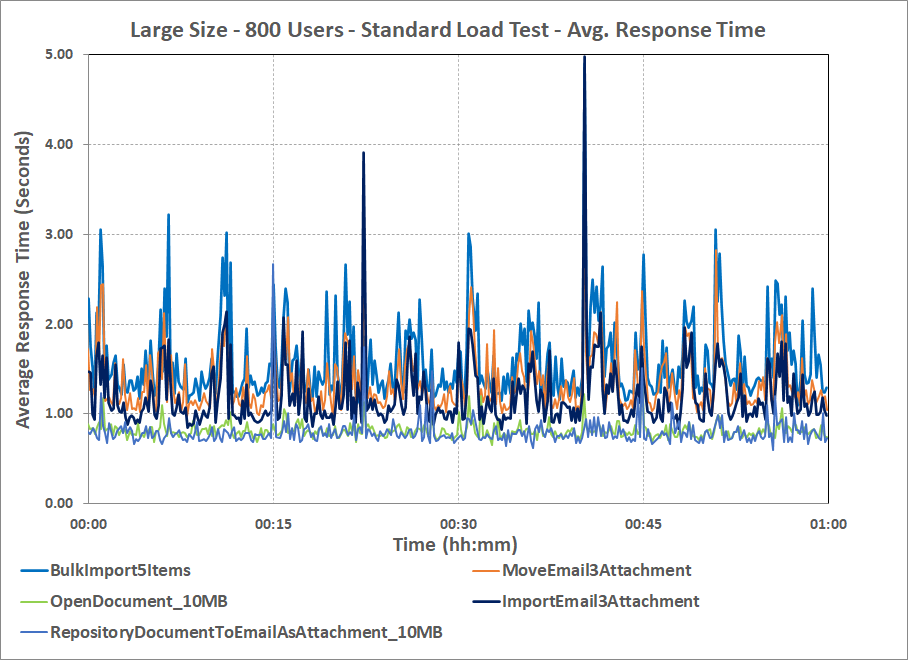 Large Size - 800 Users - Standard Load Test - Avg. Response Time
Average Response Time (Seconds)
5.00
4.00
3.00
2.00
1.00
0.00
00:00 00:15 00:30 00:45 01:00
Time (hh:mm)
BulkImport5Items MoveEmail3Attachment
OpenDocument_10MB ImportEmail3Attachment
RepositoryDocumentToEmailAsAttachment_10MB